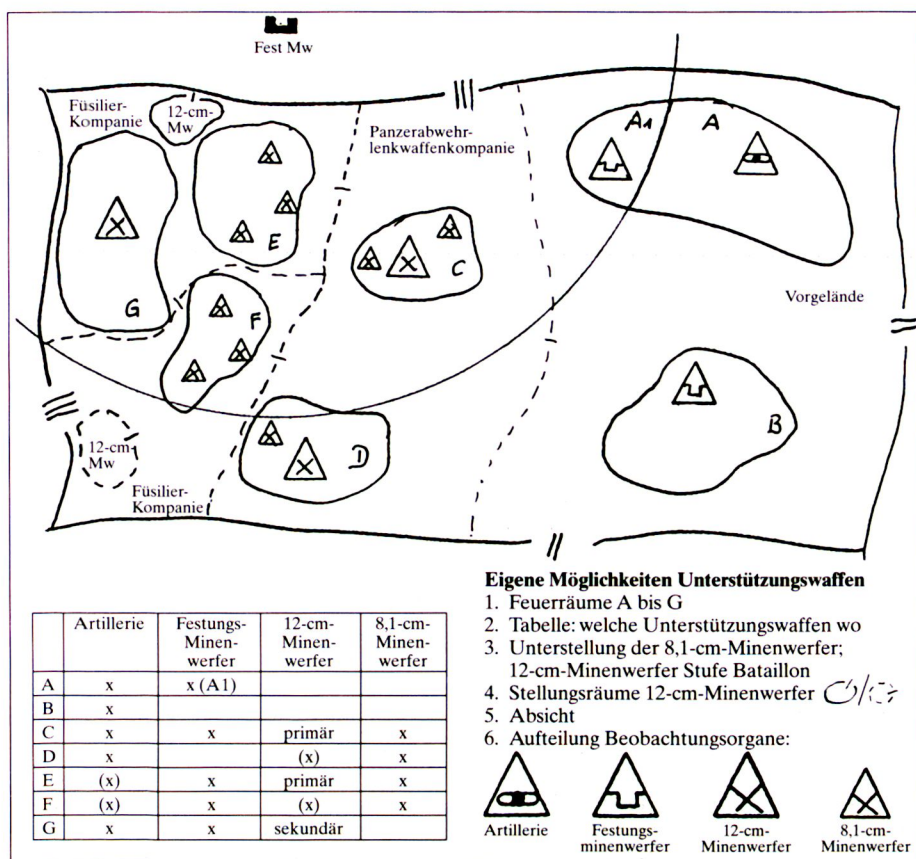 Fest Mw
Füsilier-
Kompanie
12-cm-
Mw
Panzerabwehr-
lenkwaffenkompanie
A1
A
E
C
G
F
Vorgelände
B
D
12-cm-
Mw
Füsilier-
Kompanie
Eigene Möglichkeiten Unterstützungswaffen
1. Feuerräume A bis G
2. Tabelle: welche Unterstützungswaffen wo
3. Unterstellung der 8,1-cm-Minenwerfer;
12-cm-Minenwerfer Stufe Bataillon
4. Stellungsräume 12-cm-Minenwerfer
5. Absicht
6. Aufteilung Beobachtungsorgane:
Artillerie
Festungs-
minenwerfer
12-cm-
Minenwerfer
8,1-cm-
Minenwerfer
Artillerie Festungs- 12-cm- 8,1-cm-
Minen- Minen- Minen-
werfer werfer werfer
A x x (A1)
B x
C x x primär x
D x (x) x
E (x) x primär x
F (x) x (x) x
G x x sekundär